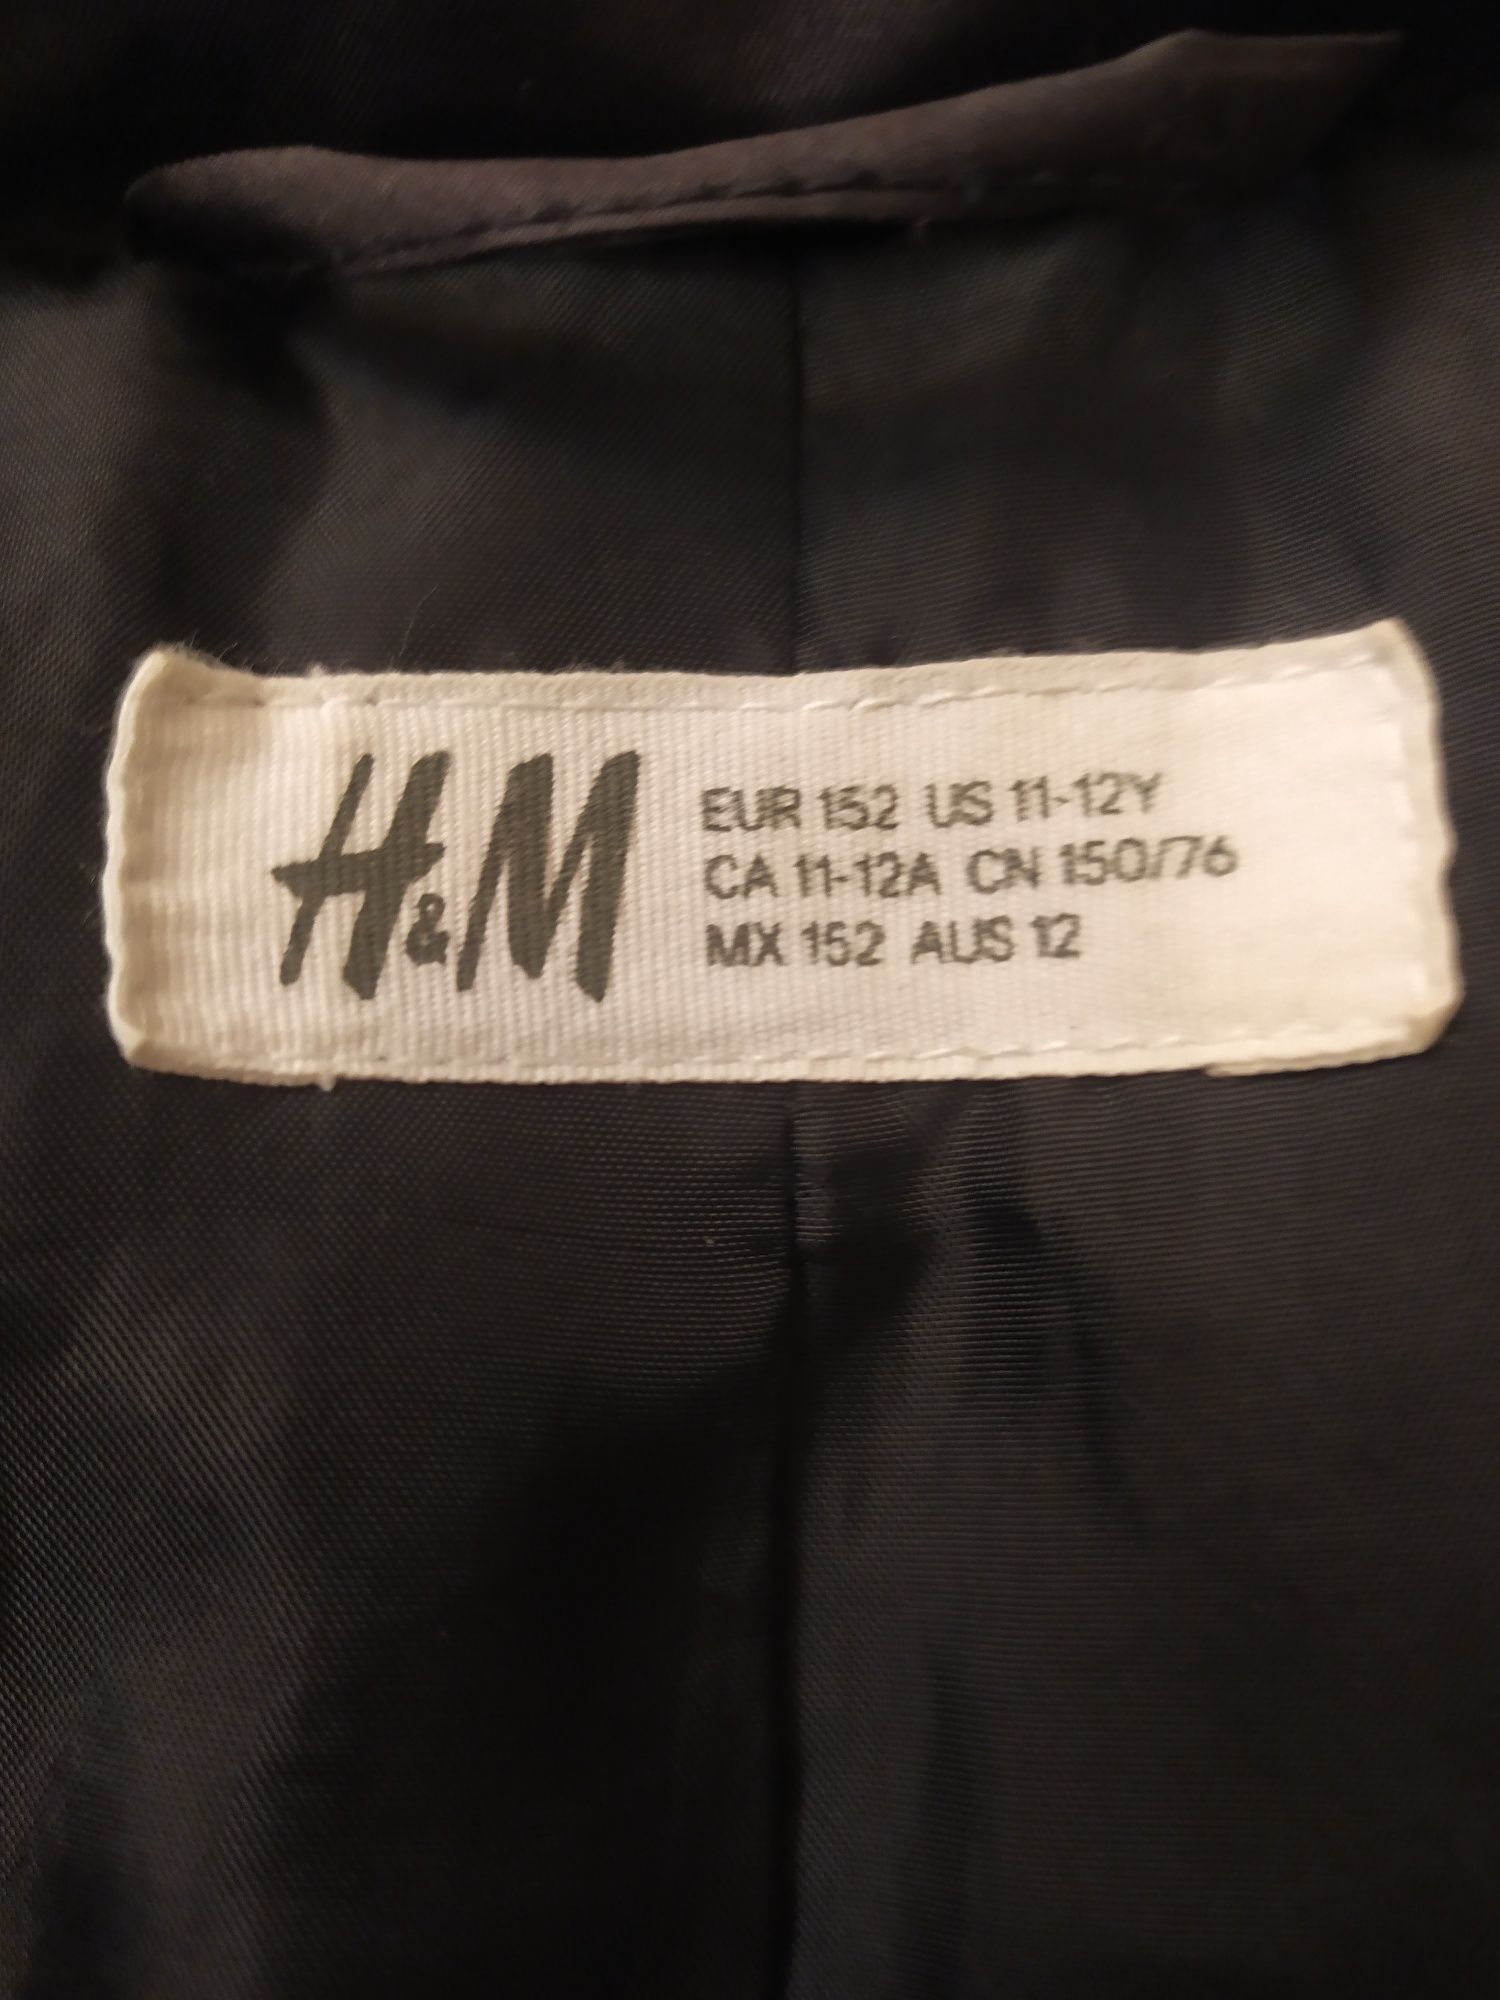 H&M
EUR 152 US 11-12Y
CA 11-12A CN 150/76
MX 152 AUS 12